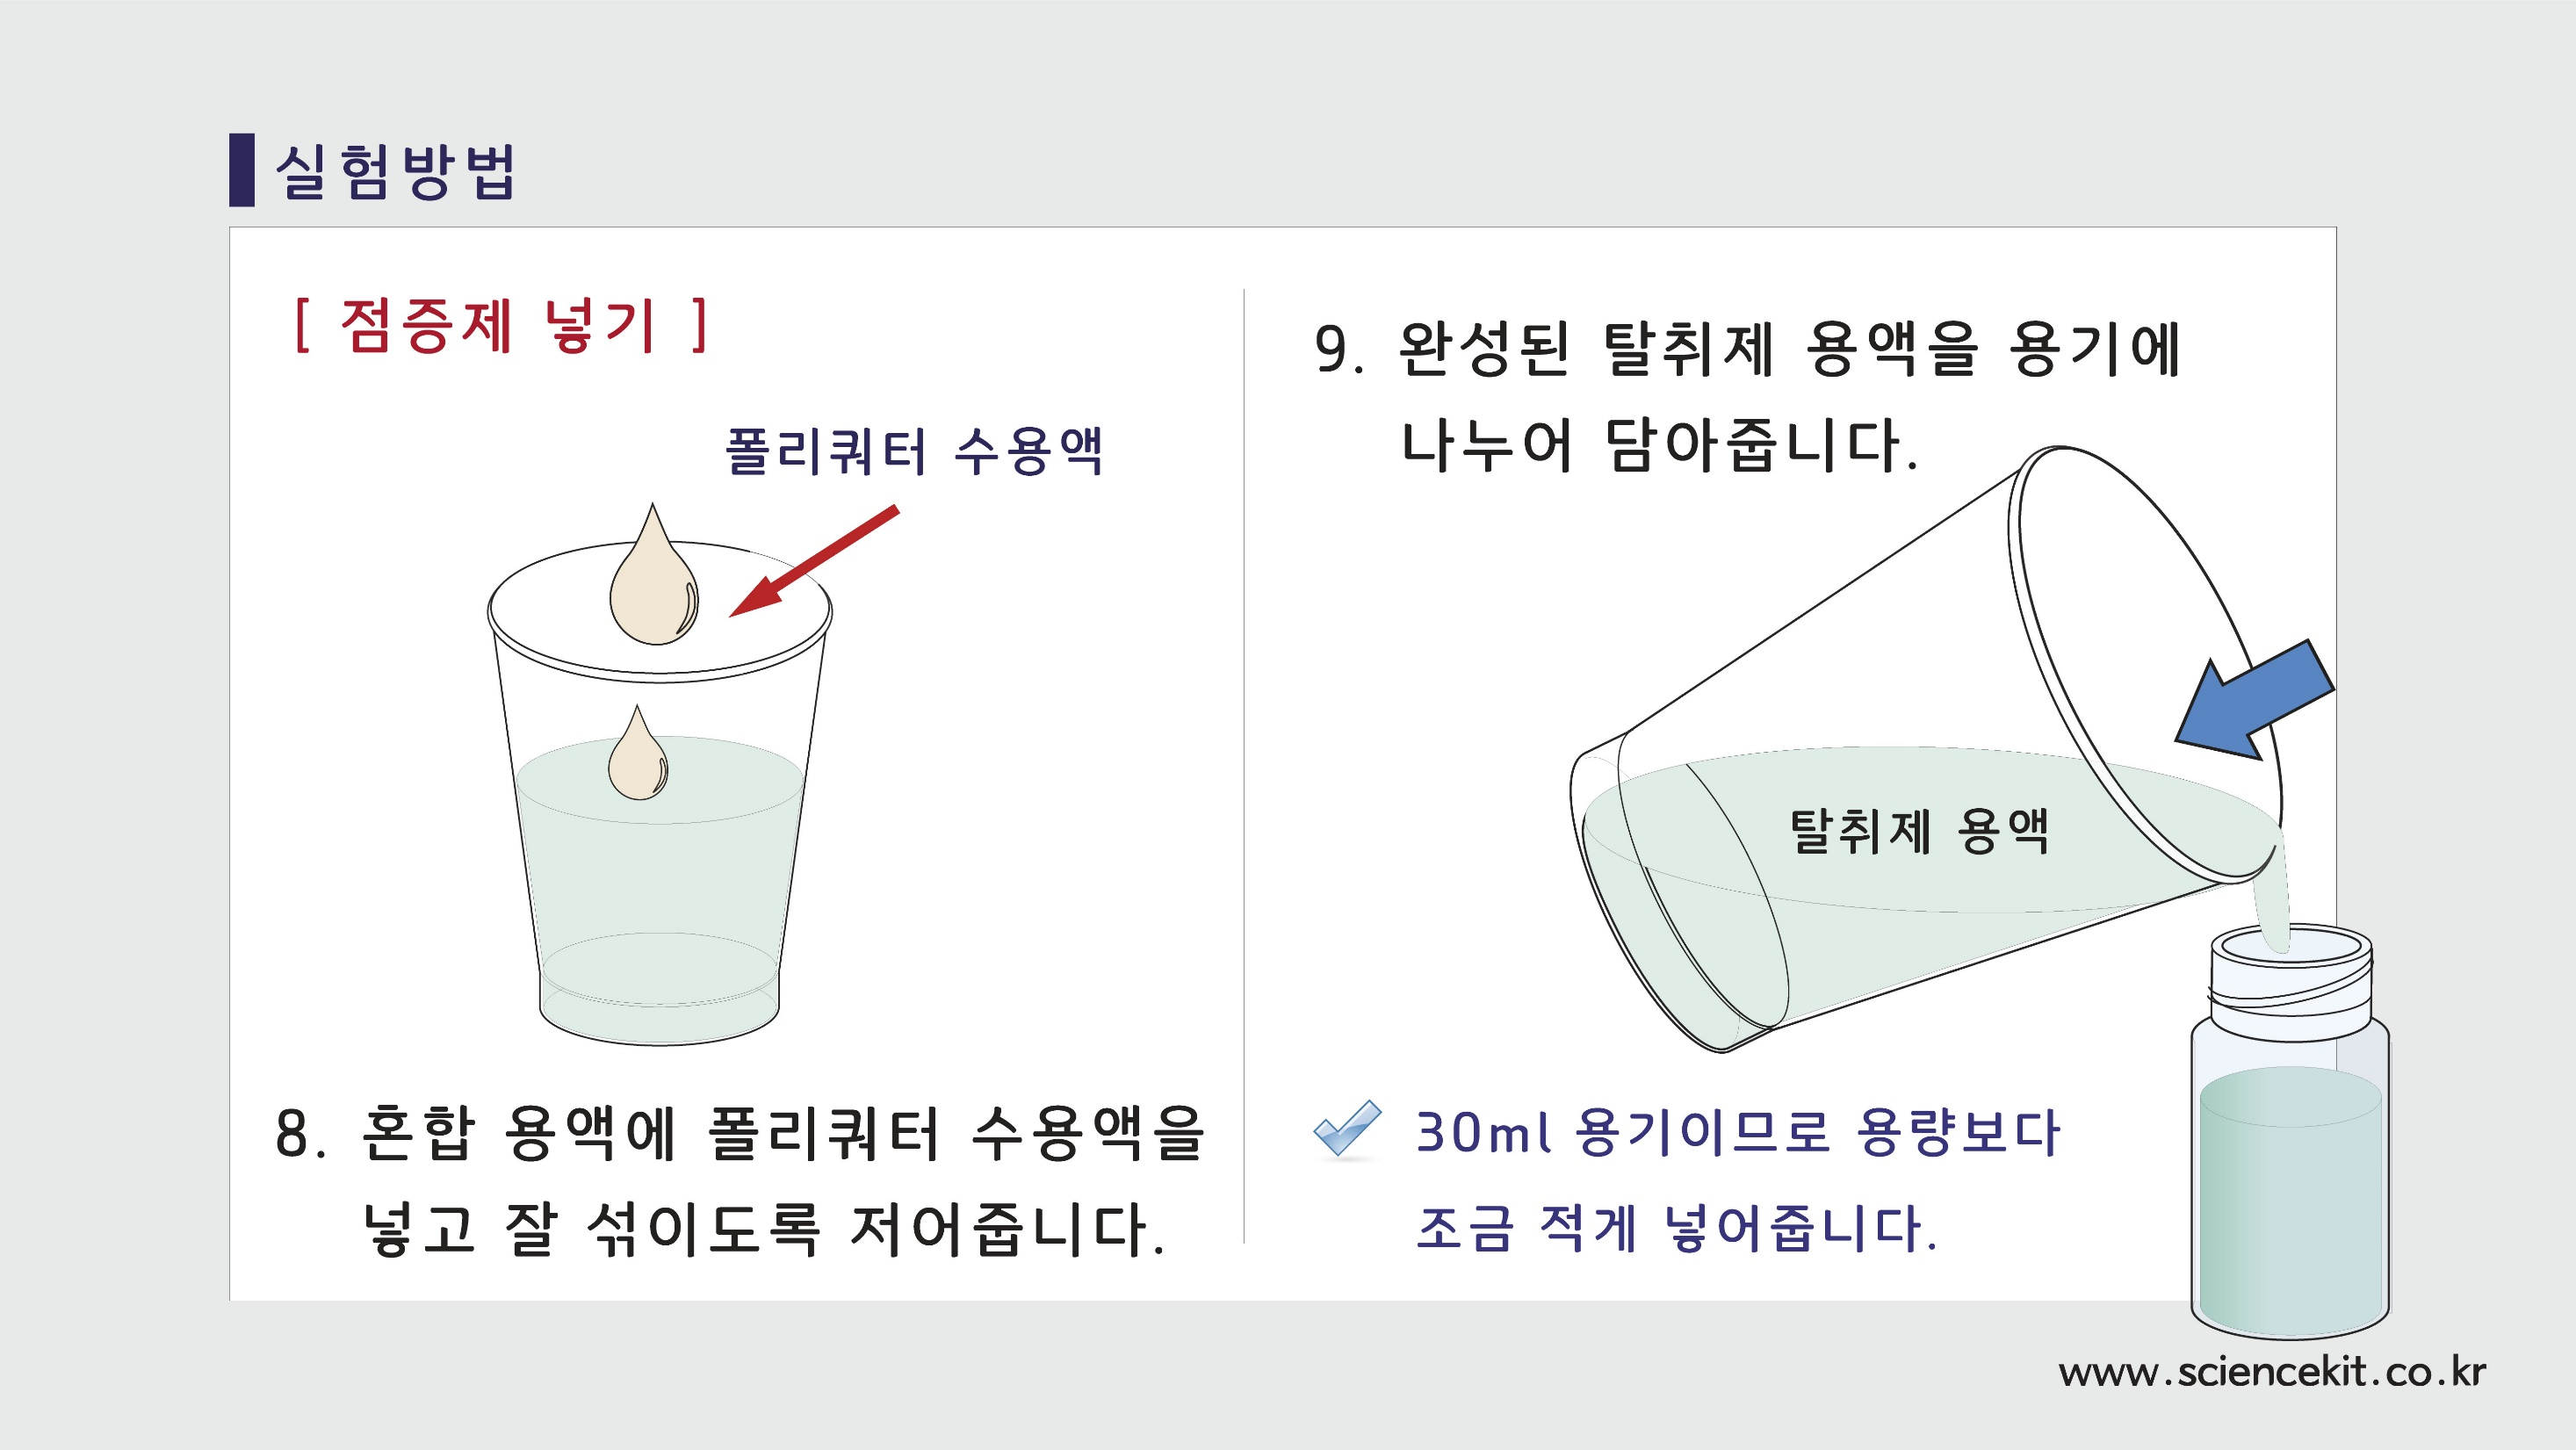 실험방법
[ 점증제 넣기 ]
폴리쿼터 수용액
8. 혼합 용액에 폴리쿼터 수용액을
넣고 잘 섞이도록 저어줍니다.
9. 완성된 탈취제 용액을 용기에
나누어 담아줍니다.
탈취제 용액
30ml 용기이므로 용량보다
조금 적게 넣어줍니다.
www.sciencekit.co.kr